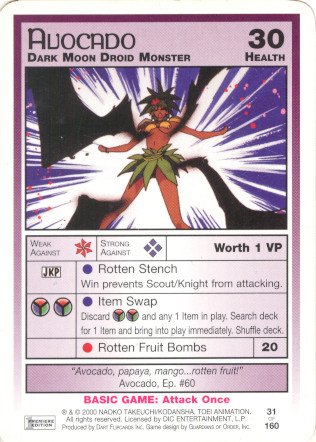 AVOCADO
30
DARK MOON DROID MONSTER
HEALTH
WEAK AGAINST
STRONG AGAINST
Worth 1 VP
JKP
Rotten Stench
Win prevents Scout/Knight from attacking.
Item Swap
Discard and any 1 Item in play. Search deck
for 1 Item and bring into play immediately. Shuffle deck.
Rotten Fruit Bombs
20
"Avocado, papaya, mango...rotten fruit!"
Avocado, Ep. #60
BASIC GAME: Attack Once
PREMIERE EDITION
® & © 2000 NAOKO TAKEUCHI/KODANSHA, TOEI ANIMATION.
All rights reserved. Licensed by DIC ENTERTAINMENT, L.P.
Produced by DART FLIPCARDS INC. Game design by GUARDIANS OF ORDER, INC.
31
OF
160